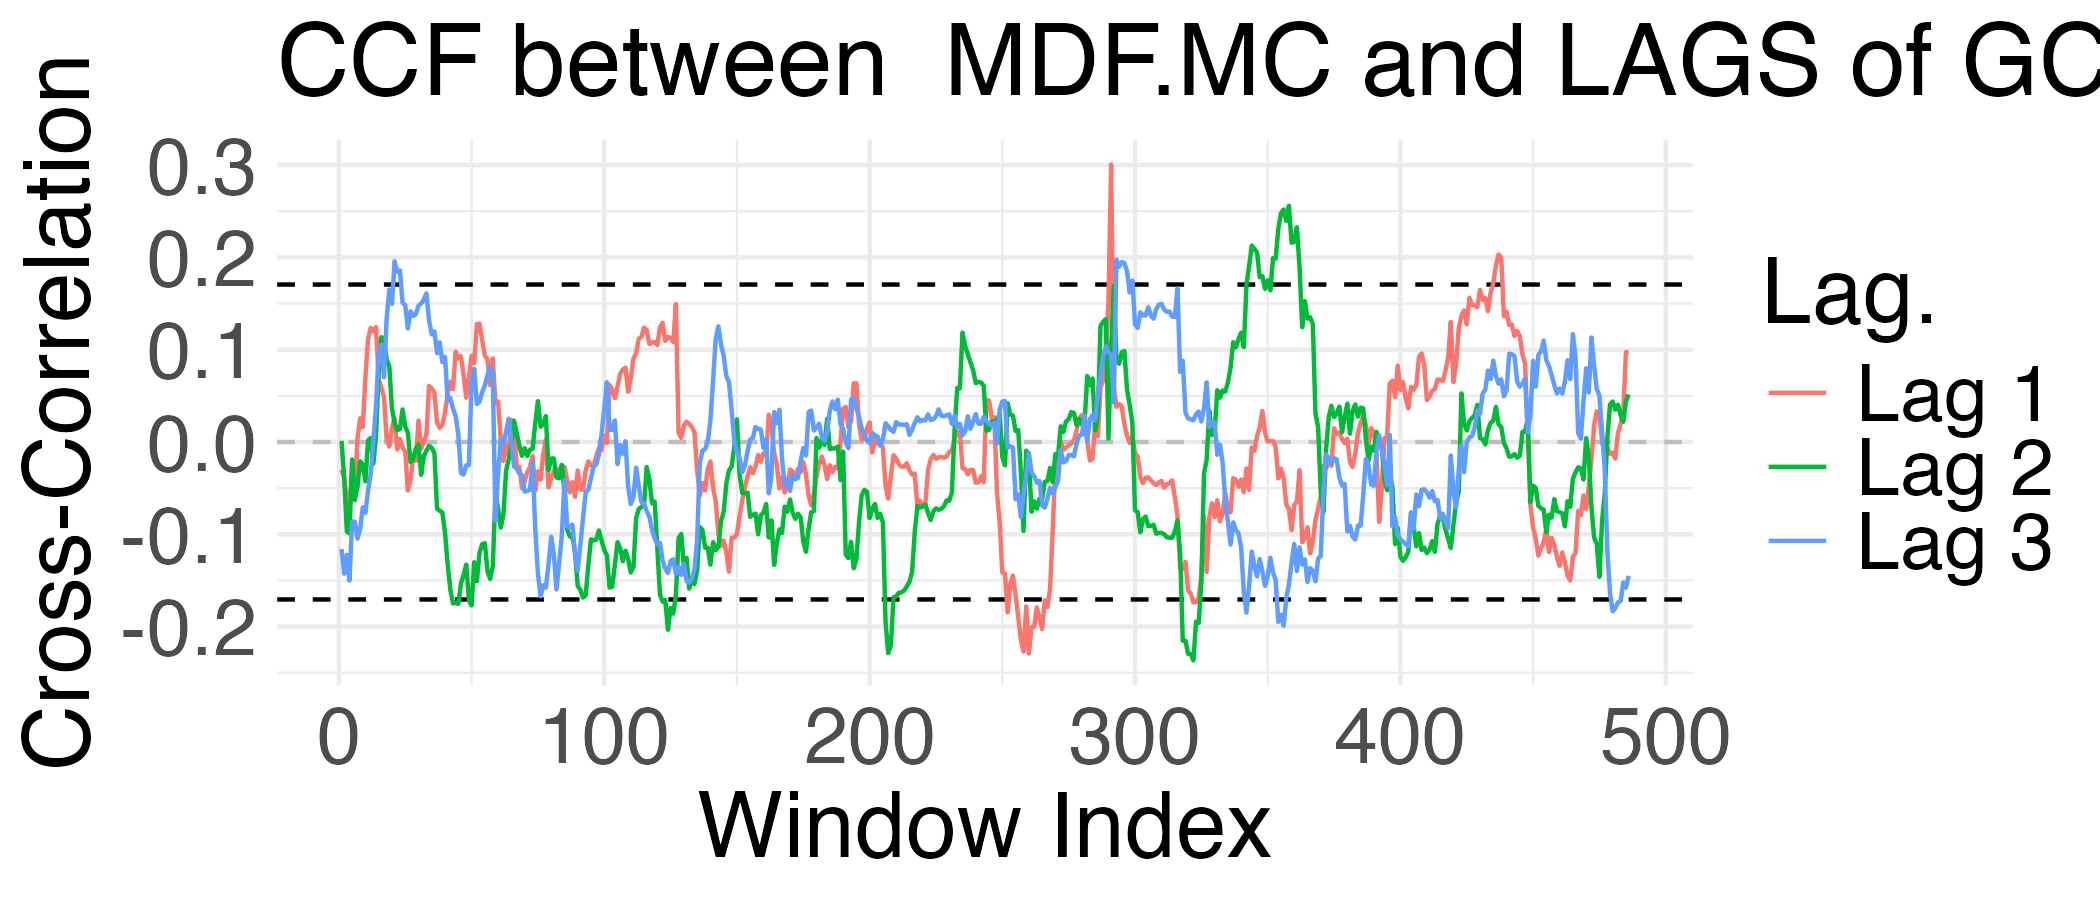 CCF between MDF.MC and LAGS of GC
Cross-Correlation
0.3
0.2
0.1
0.0
-0.1
-0.2
0 100 200 300 400 500
Window Index
Lag.
Lag 1
Lag 2
Lag 3